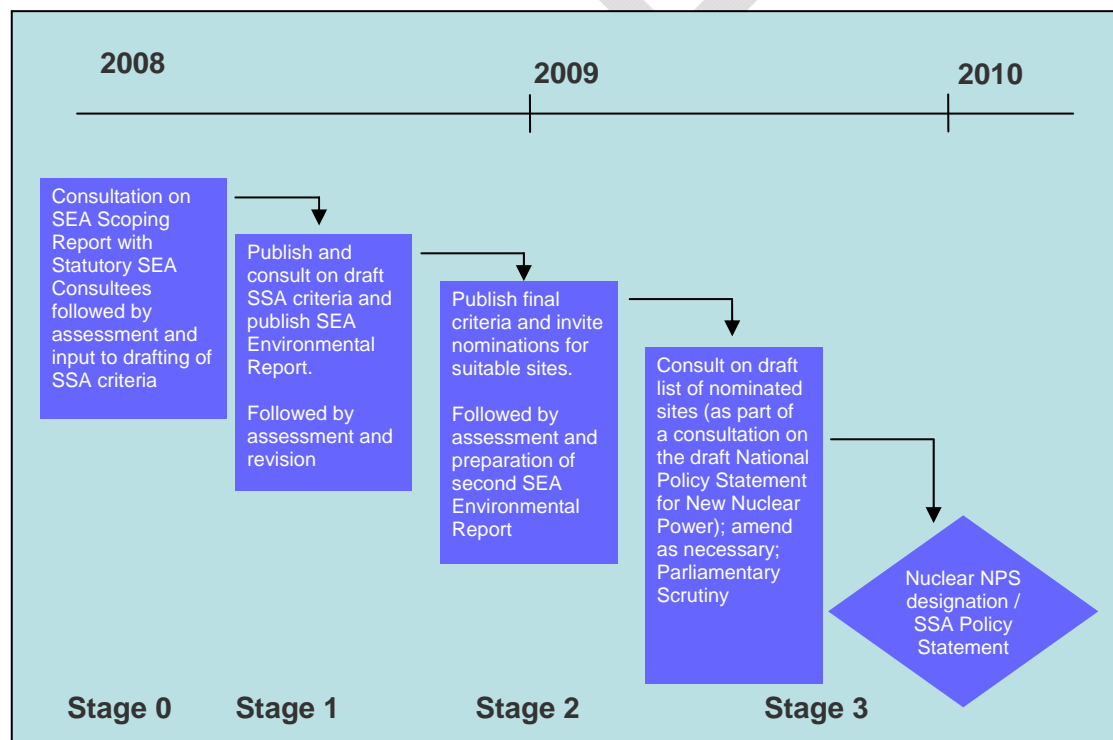 2008
2009
2010
Consultation on
SEA Scoping
Report with
Statutory SEA
Consultees
followed by
assessment and
input to drafting of
SSA criteria
Publish and
consult on draft
SSA criteria and
publish SEA
Environmental
Report.
Followed by
assessment and
revision
Publish final
criteria and invite
nominations for
suitable sites.
Followed by
assessment and
preparation of
second SEA
Environmental
Report
Consult on draft
list of nominated
sites (as part of
a consultation on
the draft National
Policy Statement
for New Nuclear
Power); amend
as necessary;
Parliamentary
Scrutiny
Nuclear NPS
designation /
SSA Policy
Statement
Stage 0
Stage 1
Stage 2
Stage 3